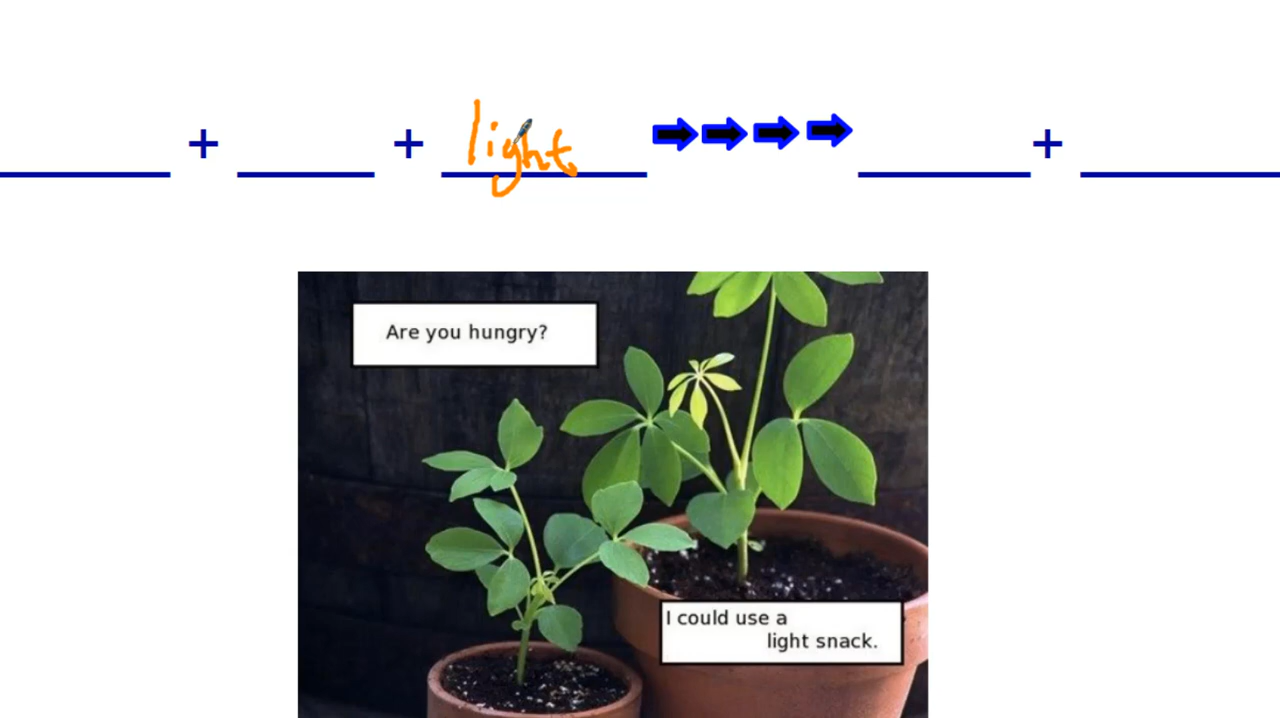 + + light +
Are you hungry?
I could use a
light snack.